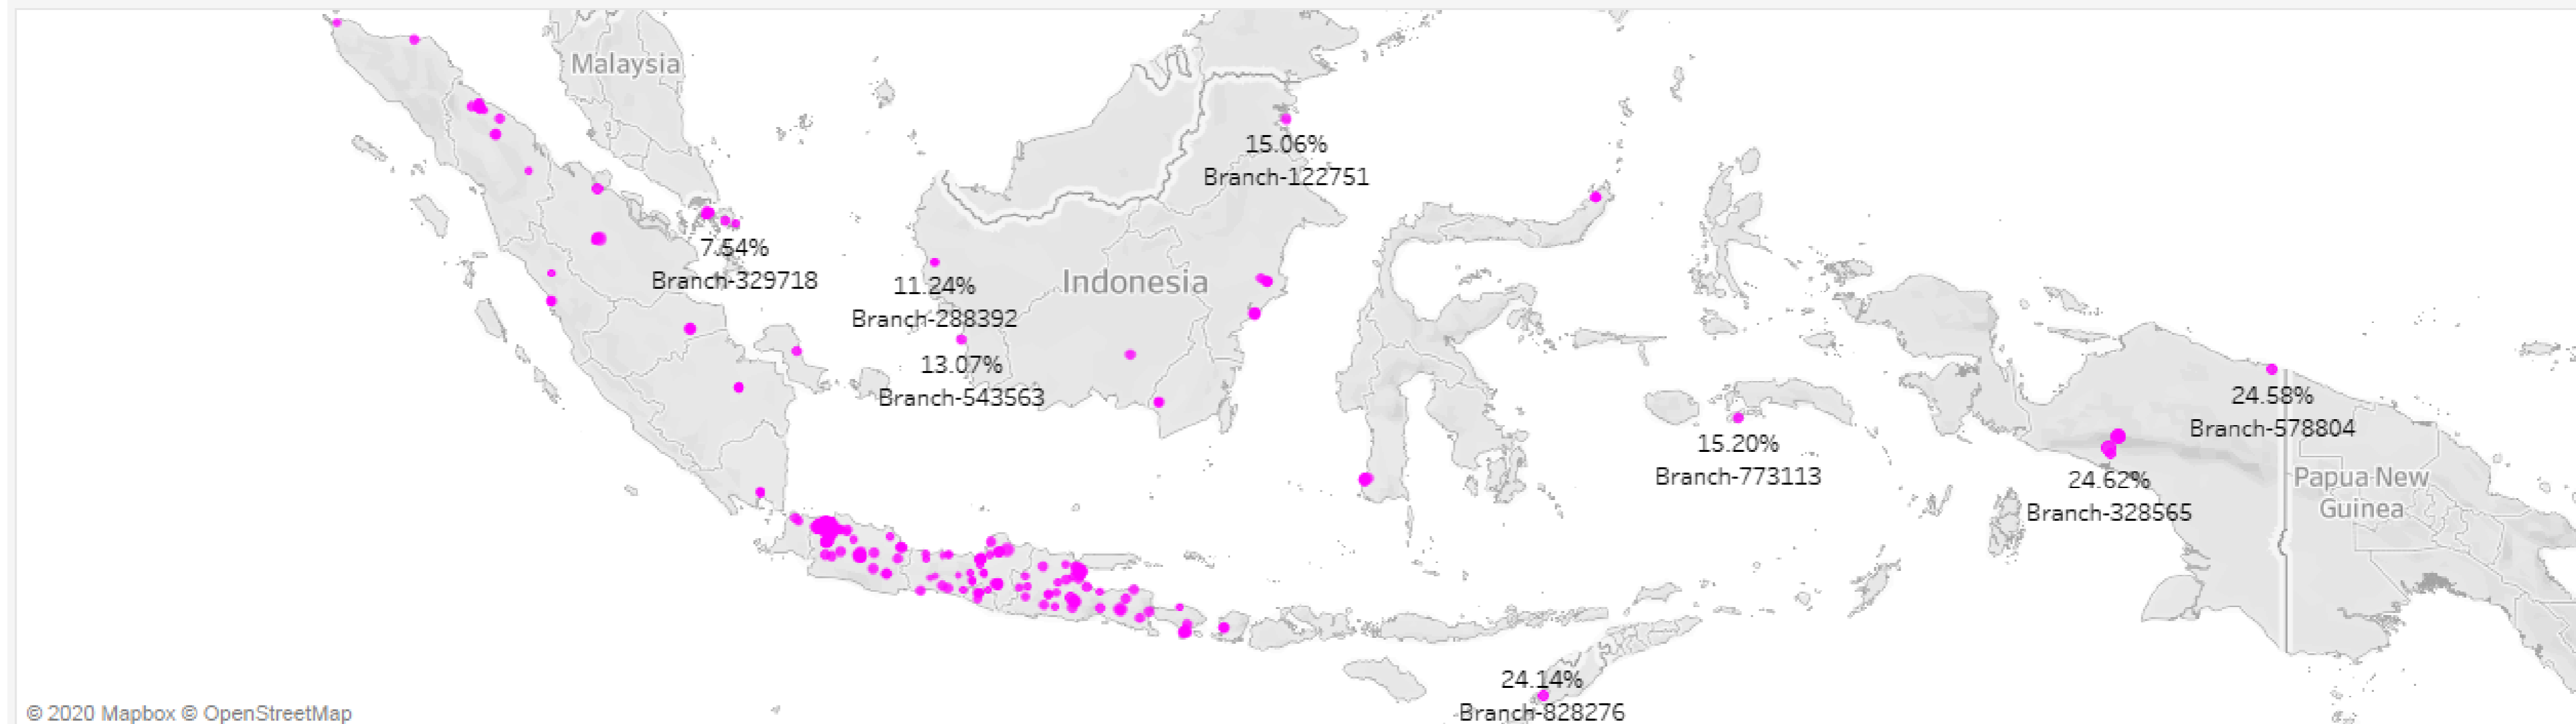 Malaysia
15.06%
Branch-122751
7.54%
Branch-329718
11.24%
Branch-288392
Indonesia
13.07%
Branch-543563
15.20%
Branch-773113
24.58%
Branch-578804
24.62%
Branch-328565
Papua New
Guinea
24.14%
Branch-828276
© 2020 Mapbox © OpenStreetMap